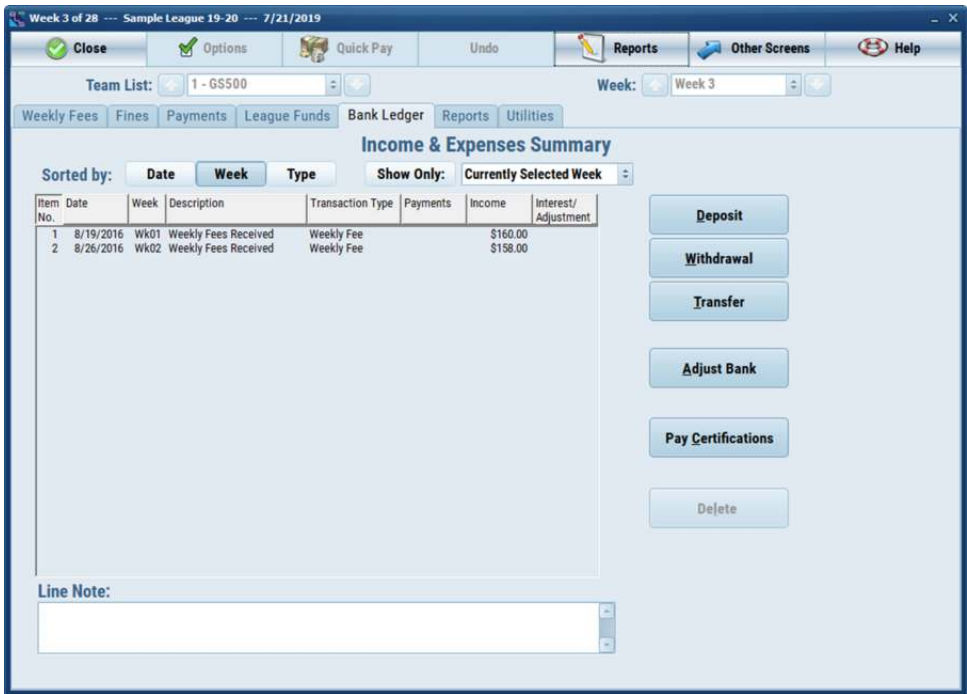 Week 3 of 28 --- Sample League 19-20 --- 7/21/2019
Close Options Quick Pay Undo Reports Other Screens Help
Team List: 1 - GS500 Week: Week 3
Weekly Fees Fines Payments League Funds Bank Ledger Reports Utilities
Income & Expenses Summary
Sorted by: Date Week Type Show Only: Currently Selected Week
Item No. Date Week Description Transaction Type Payments Income Interest/ Adjustment
1 8/19/2016 Wk01 Weekly Fees Received Weekly Fee $160.00
2 8/26/2016 Wk02 Weekly Fees Received Weekly Fee $158.00
Deposit
Withdrawal
Transfer
Adjust Bank
Pay Certifications
Delete
Line Note: